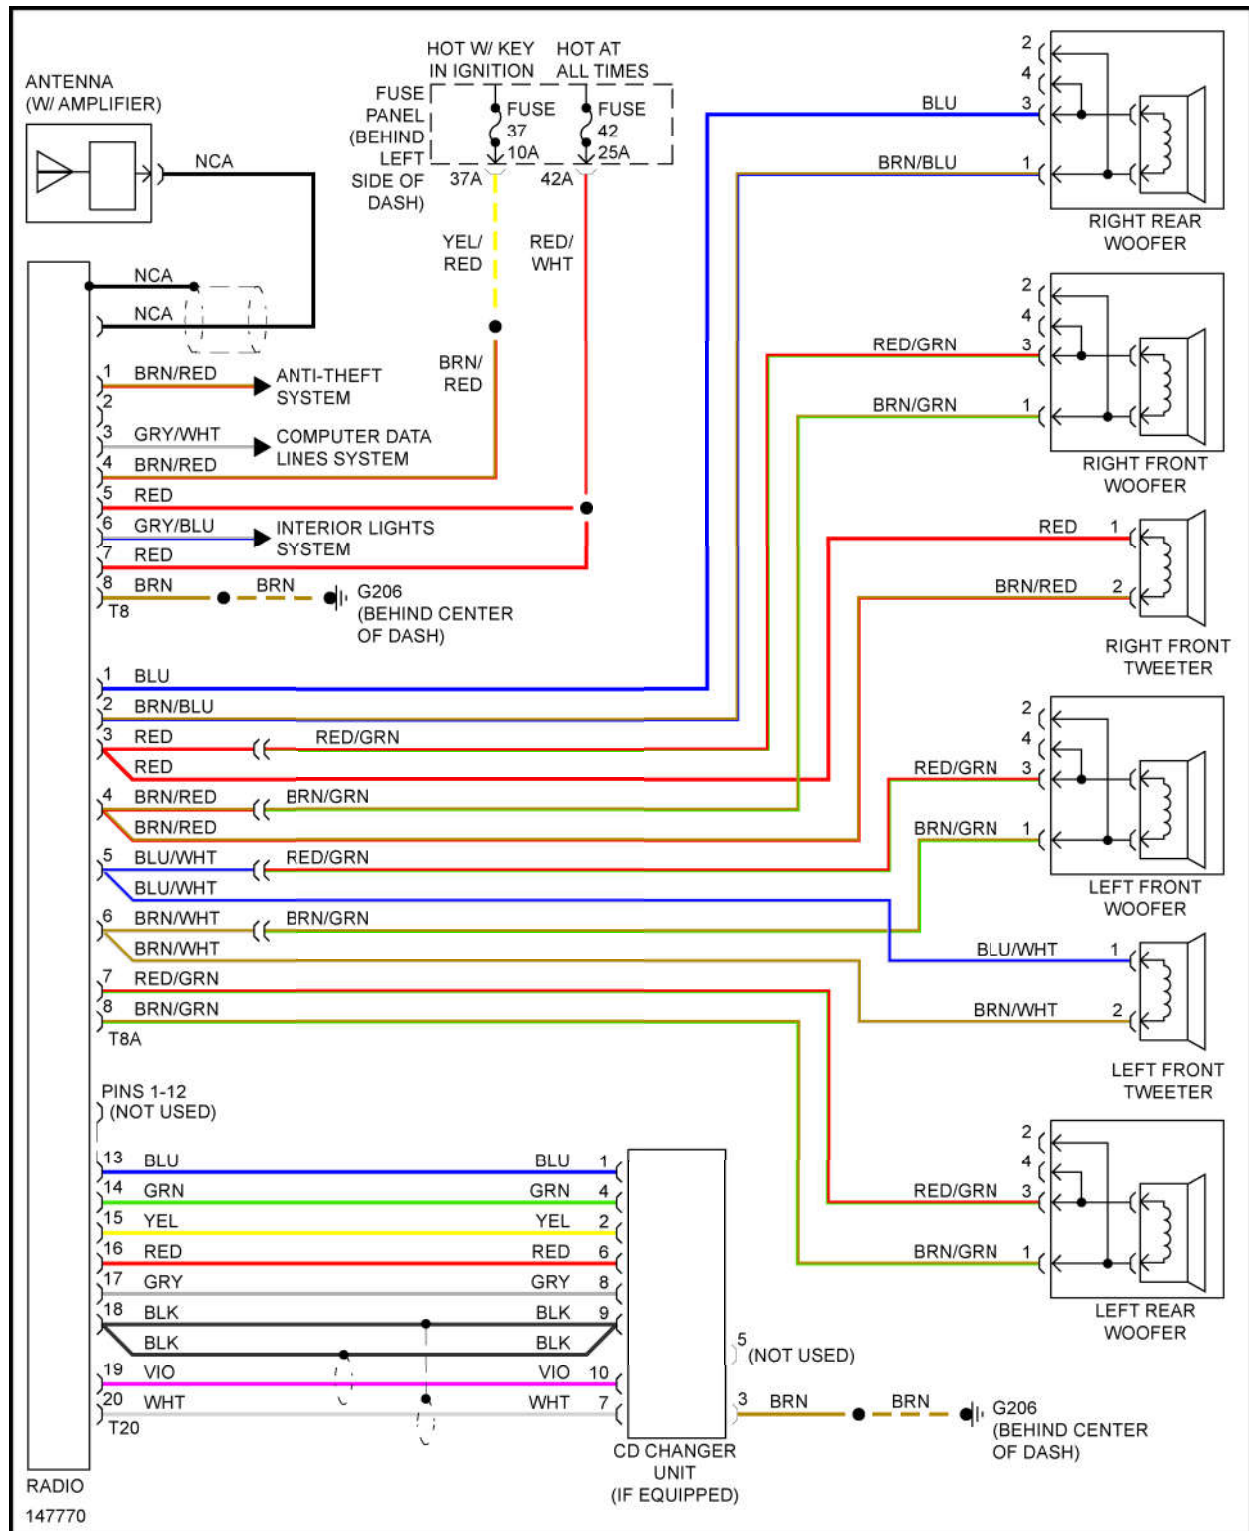 HOT W/ KEY
IN IGNITION
HOT AT
ALL TIMES
FUSE
PANEL
(BEHIND
LEFT
SIDE OF
DASH)
FUSE
37
10A
FUSE
42
25A
37A
42A
YEL/
RED
RED/
WHT
BRN/
RED
ANTENNA
(W/ AMPLIFIER)
NCA
NCA
NCA
1 BRN/RED
ANTI-THEFT
SYSTEM
2
3 GRY/WHT
COMPUTER DATA
LINES SYSTEM
4 BRN/RED
5 RED
6 GRY/BLU
INTERIOR LIGHTS
SYSTEM
7 RED
8 BRN BRN
T8
G206
(BEHIND CENTER
OF DASH)
1 BLU
2 BRN/BLU
3 RED RED/GRN
RED
4 BRN/RED BRN/GRN
BRN/RED
5 BLU/WHT RED/GRN
BLU/WHT
6 BRN/WHT BRN/GRN
BRN/WHT
7 RED/GRN
8 BRN/GRN
T8A
PINS 1-12
(NOT USED)
13 BLU BLU 1
14 GRN GRN 4
15 YEL YEL 2
16 RED RED 6
17 GRY GRY 8
18 BLK BLK 9
BLK BLK
19 VIO VIO 10
20 WHT WHT 7
T20
RADIO
147770
5
(NOT USED)
3 BRN BRN
G206
(BEHIND CENTER
OF DASH)
CD CHANGER
UNIT
(IF EQUIPPED)
2
4
BLU 3
BRN/BLU 1
RIGHT REAR
WOOFER
2
4
RED/GRN 3
BRN/GRN 1
RIGHT FRONT
WOOFER
RED 1
BRN/RED 2
RIGHT FRONT
TWEETER
2
4
RED/GRN 3
BRN/GRN 1
LEFT FRONT
WOOFER
BLU/WHT 1
BRN/WHT 2
LEFT FRONT
TWEETER
2
4
RED/GRN 3
BRN/GRN 1
LEFT REAR
WOOFER